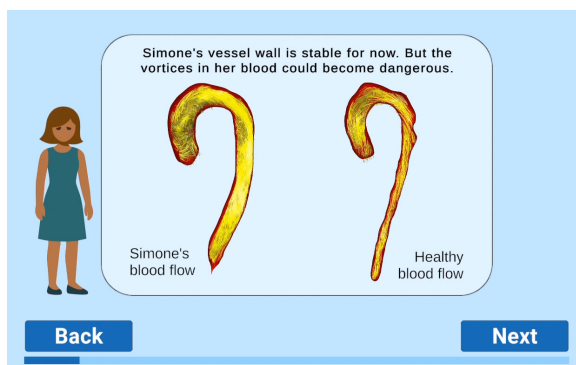 Simone's vessel wall is stable for now. But the
vortices in her blood could become dangerous.
Simone's
blood flow
Healthy
blood flow
Back
Next